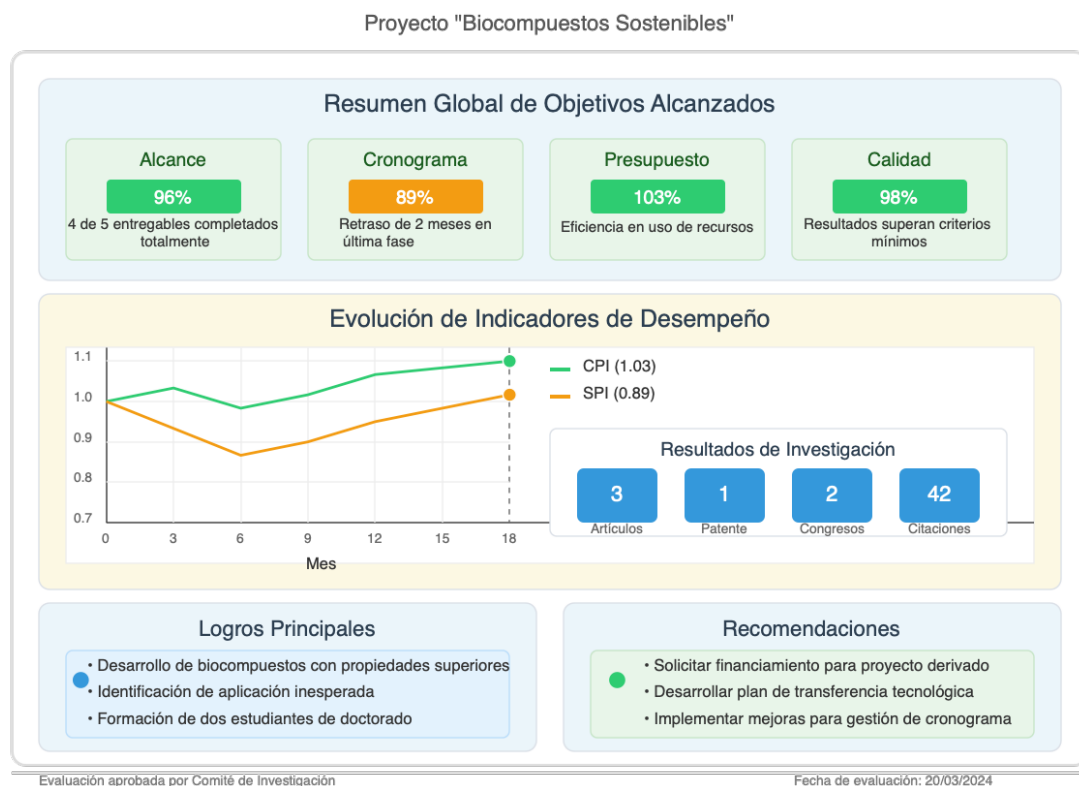 Proyecto "Biocompuestos Sostenibles"
Resumen Global de Objetivos Alcanzados
Alcance
96%
4 de 5 entregables completados
totalmente
Cronograma
89%
Retraso de 2 meses en
última fase
Presupuesto
103%
Eficiencia en uso de recursos
Calidad
98%
Resultados superan criterios
mínimos
Evolución de Indicadores de Desempeño
1.1
1.0
0.9
0.8
0.7
0 3 6 9 12 15 18
Mes
CPI (1.03)
SPI (0.89)
Resultados de Investigación
3
Artículos
1
Patente
2
Congresos
42
Citaciones
Logros Principales
• Desarrollo de biocompuestos con propiedades superiores
• Identificación de aplicación inesperada
• Formación de dos estudiantes de doctorado
Recomendaciones
• Solicitar financiamiento para proyecto derivado
• Desarrollar plan de transferencia tecnológica
• Implementar mejoras para gestión de cronograma
Evaluación aprobada por Comité de Investigación
Fecha de evaluación: 20/03/2024